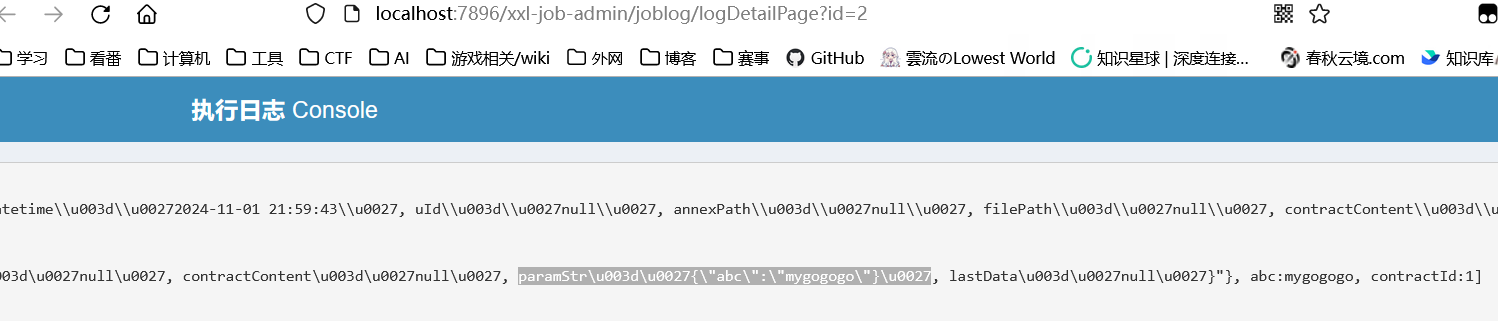 localhost:7896/xxl-job-admin/joblog/logDetailPage?id=2
学习 看番 计算机 工具 CTF AI 游戏相关/wiki 外网 博客 赛事 GitHub 雲流のLowest World 知识星球 | 深度连接... 春秋云境.com 知识库/
执行日志 Console
atetime\\u003d\\u00272024-11-01 21:59:43\\u0027, uId\\u003d\\u0027null\\u0027, annexPath\\u003d\\u0027null\\u0027, filePath\\u003d\\u0027null\\u0027, contractContent\\u003d\\u
03d\u0027null\u0027, contractContent\u003d\u0027null\u0027, paramStr\u003d\u0027{\"abc\":\"mygogogo\"}\u0027, lastData\u003d\u0027null\u0027}"}, abc:mygogogo, contractId:1]